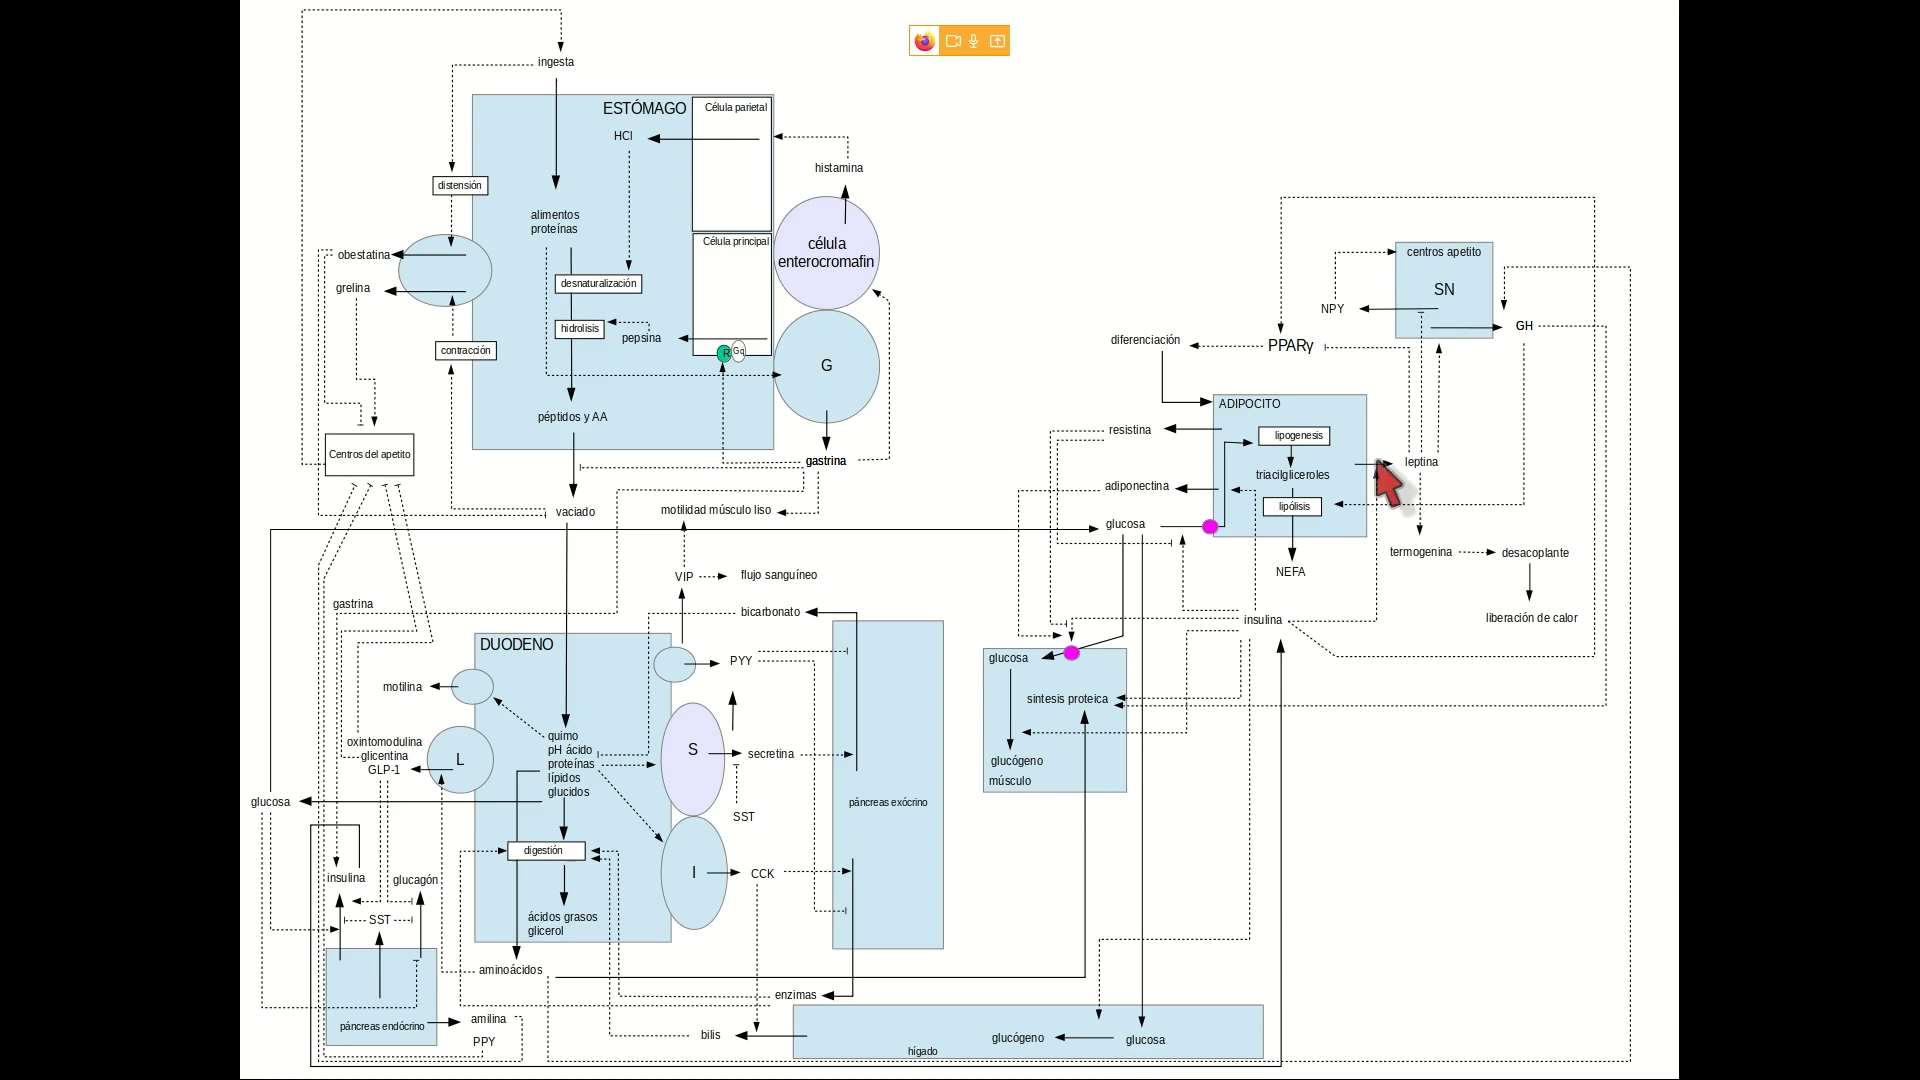 ingesta
ESTÓMAGO
Célula parietal
HCl
histamina
distensión
alimentos
proteínas
célula
enterocromafin
Célula principal
obestatina
grelina
desnaturalización
hidrolisis
pepsina
contracción
R
Gq
G
péptidos y AA
Centros del apetito
gastrina
vaciado
motilidad músculo liso
centros apetito
SN
NPY
GH
diferenciación
PPARγ
ADIPOCITO
resistina
lipogenesis
leptina
triacilgliceroles
adiponectina
lipólisis
glucosa
termogenina
desacoplante
NEFA
liberación de calor
insulina
VIP
flujo sanguíneo
gastrina
bicarbonato
DUODENO
PYY
motilina
glucosa
sintesis proteica
oxintomodulina
glicentina
GLP-1
L
quimo
pH ácido
proteínas
lípidos
glucidos
S
secretina
glucógeno
músculo
glucosa
páncreas exócrino
SST
digestión
I
CCK
insulina
glucagón
SST
ácidos grasos
glicerol
aminoácidos
enzimas
páncreas endócrino
amilina
PPY
bilis
glucógeno
glucosa
hígado